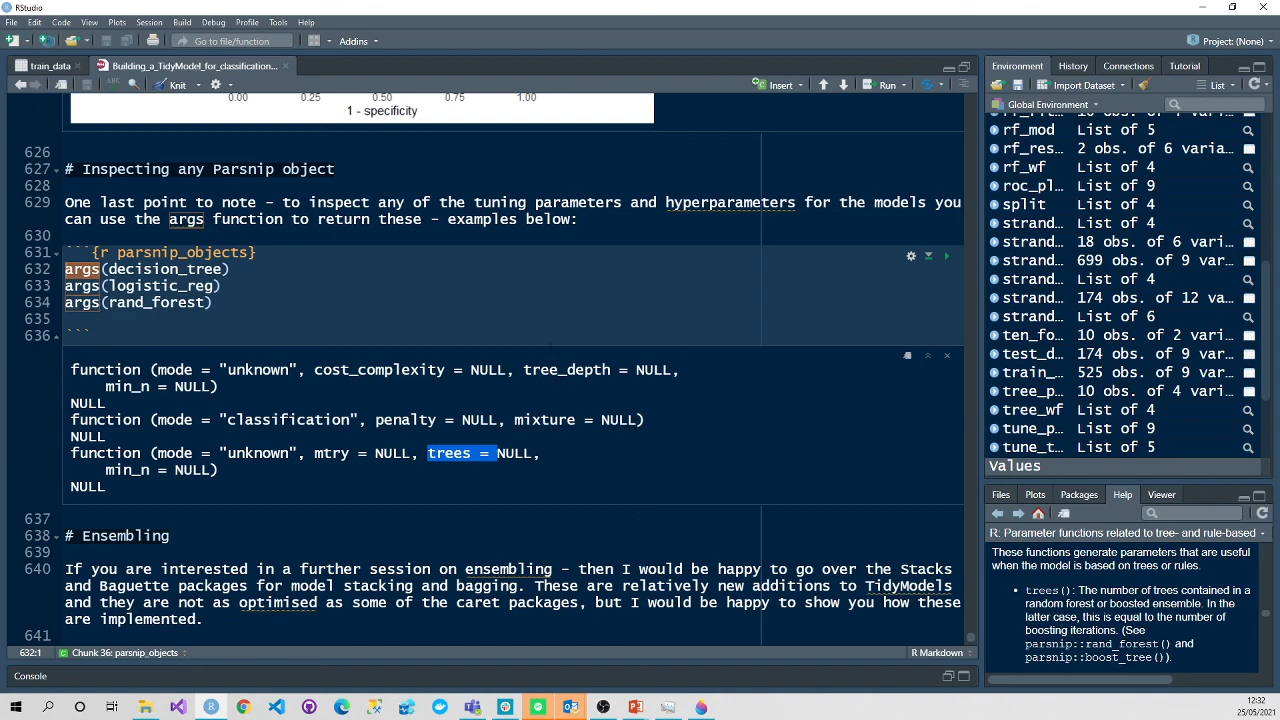 RStudio
File Edit Code View Plots Session Build Debug Profile Tools Help
Go to file/function Addins Project: (None)
train_data Building_a_TidyModel_for_classification...
Knit Insert Run
0.00 0.25 0.50 0.75 1.00
1 - specificity
626
627 # Inspecting any Parsnip object
628
629 One last point to note - to inspect any of the tuning parameters and hyperparameters for the models you
can use the args function to return these - examples below:
630
631 ```{r parsnip_objects}
632 args(decision_tree)
633 args(logistic_reg)
634 args(rand_forest)
635
636 ```
function (mode = "unknown", cost_complexity = NULL, tree_depth = NULL,
min_n = NULL)
NULL
function (mode = "classification", penalty = NULL, mixture = NULL)
NULL
function (mode = "unknown", mtry = NULL, trees = NULL,
min_n = NULL)
NULL
637
638 # Ensembling
639
640 If you are interested in a further session on ensembling - then I would be happy to go over the Stacks
and Baguette packages for model stacking and bagging. These are relatively new additions to TidyModels
and they are not as optimised as some of the caret packages, but I would be happy to show you how these
are implemented.
641
632:1 Chunk 36: parsnip_objects R Markdown
Console
Environment History Connections Tutorial
Import Dataset List
Global Environment
rf_mod List of 5
rf_res... 2 obs. of 6 varia...
rf_wf List of 4
roc_pl... List of 9
split List of 4
strand... List of 4
strand... 18 obs. of 6 var...
strand... 699 obs. of 9 var...
strand... List of 4
strand... 174 obs. of 12 var...
strand... List of 6
ten_fo... 10 obs. of 2 vari...
test_d... 174 obs. of 9 var...
train_... 525 obs. of 9 var...
tree_p... 10 obs. of 4 vari...
tree_wf List of 4
tune_p... List of 9
tune_t... List of 5
Values
Files Plots Packages Help Viewer
R: Parameter functions related to tree- and rule-based
These functions generate parameters that are useful
when the model is based on trees or rules.
• trees(): The number of trees contained in a
random forest or boosted ensemble. In the
latter case, this is equal to the number of
boosting iterations. (See
parsnip::rand_forest() and
parsnip::boost_tree()).
12:32
25/05/2021